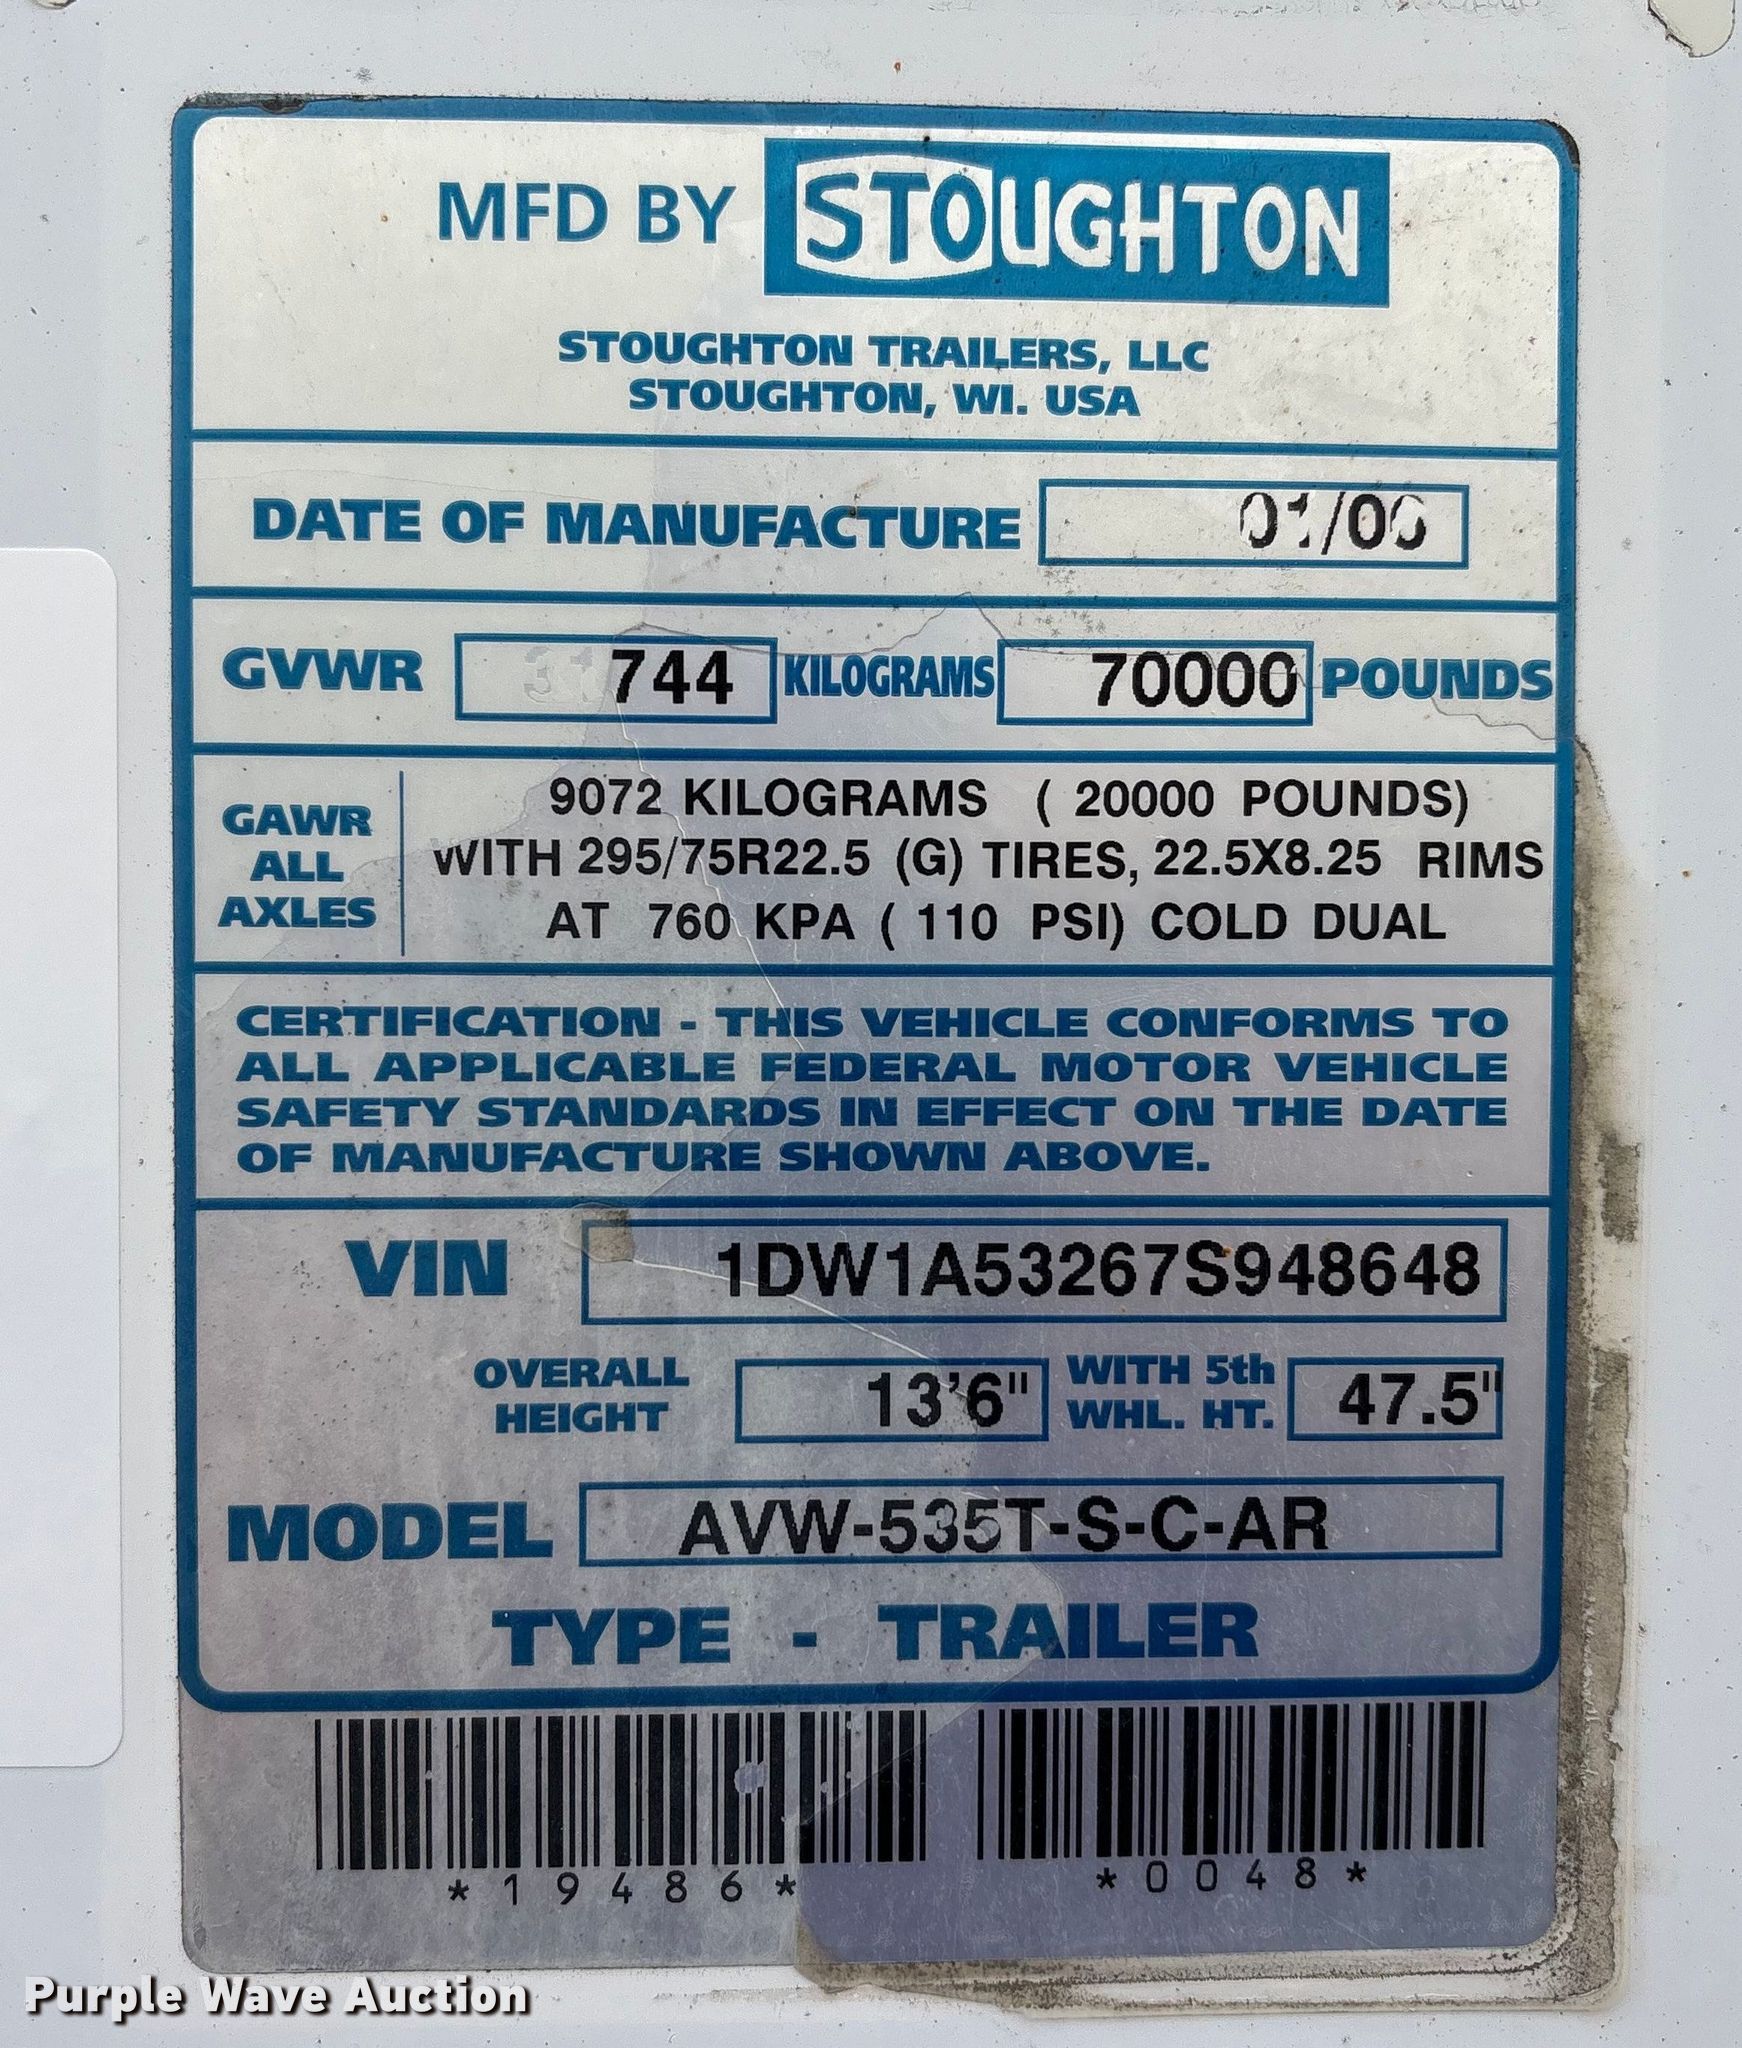 MFD BY STOUGHTON
STOUGHTON TRAILERS, LLC
STOUGHTON, WI. USA
DATE OF MANUFACTURE 01/06
GVWR 31744 KILOGRAMS 70000 POUNDS
GAWR ALL AXLES
9072 KILOGRAMS ( 20000 POUNDS)
WITH 295/75R22.5 (G) TIRES, 22.5X8.25 RIMS
AT 760 KPA ( 110 PSI) COLD DUAL
CERTIFICATION - THIS VEHICLE CONFORMS TO
ALL APPLICABLE FEDERAL MOTOR VEHICLE
SAFETY STANDARDS IN EFFECT ON THE DATE
OF MANUFACTURE SHOWN ABOVE.
VIN 1DW1A53267S948648
OVERALL HEIGHT 13'6" WITH 5th WHL. HT. 47.5"
MODEL AVW-535T-S-C-AR
TYPE - TRAILER
*19486* *0048*
Purple Wave Auction